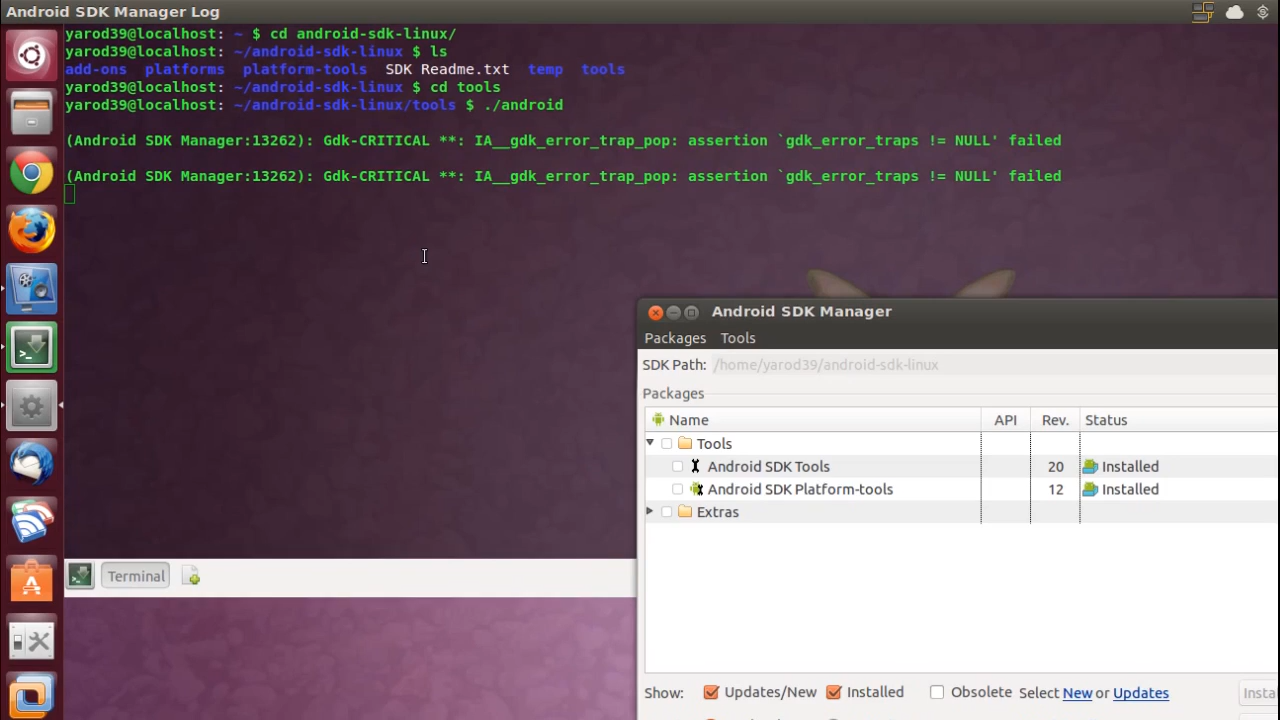 Android SDK Manager Log
yarod39@localhost: ~ $ cd android-sdk-linux/
yarod39@localhost: ~/android-sdk-linux $ ls
add-ons platforms platform-tools SDK Readme.txt temp tools
yarod39@localhost: ~/android-sdk-linux $ cd tools
yarod39@localhost: ~/android-sdk-linux/tools $ ./android
(Android SDK Manager:13262): Gdk-CRITICAL **: IA__gdk_error_trap_pop: assertion `gdk_error_traps != NULL' failed
(Android SDK Manager:13262): Gdk-CRITICAL **: IA__gdk_error_trap_pop: assertion `gdk_error_traps != NULL' failed
Terminal
Android SDK Manager
Packages Tools
SDK Path: /home/yarod39/android-sdk-linux
Packages
Name API Rev. Status
Tools
Android SDK Tools 20 Installed
Android SDK Platform-tools 12 Installed
Extras
Show: Updates/New Installed Obsolete Select New or Updates